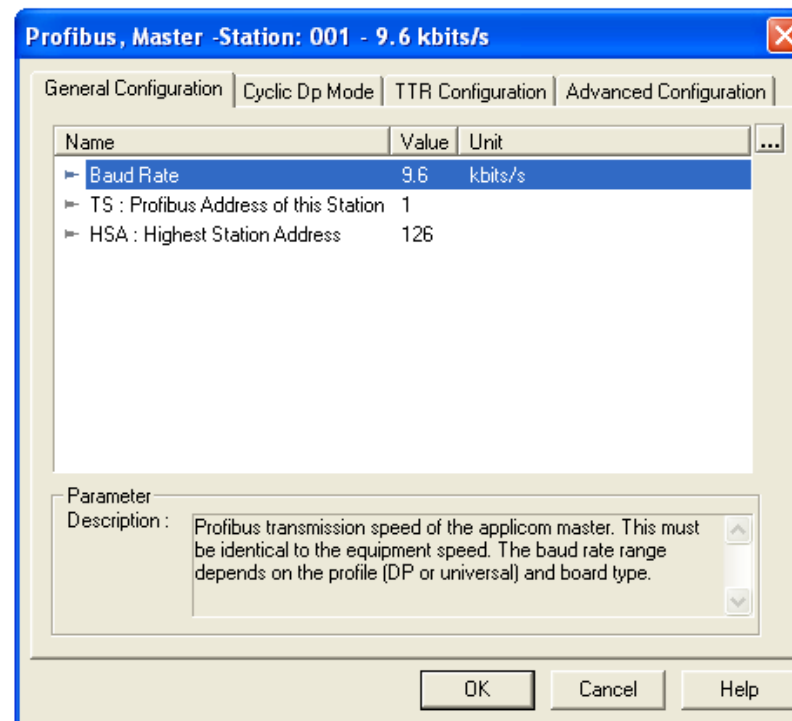 Profibus, Master -Station: 001 - 9.6 kbits/s
General Configuration Cyclic Dp Mode TTR Configuration Advanced Configuration
Name Value Unit ...
Baud Rate 9.6 kbits/s
TS : Profibus Address of this Station 1
HSA : Highest Station Address 126
Parameter
Description : Profibus transmission speed of the applicom master. This must
be identical to the equipment speed. The baud rate range
depends on the profile (DP or universal) and board type.
OK Cancel Help